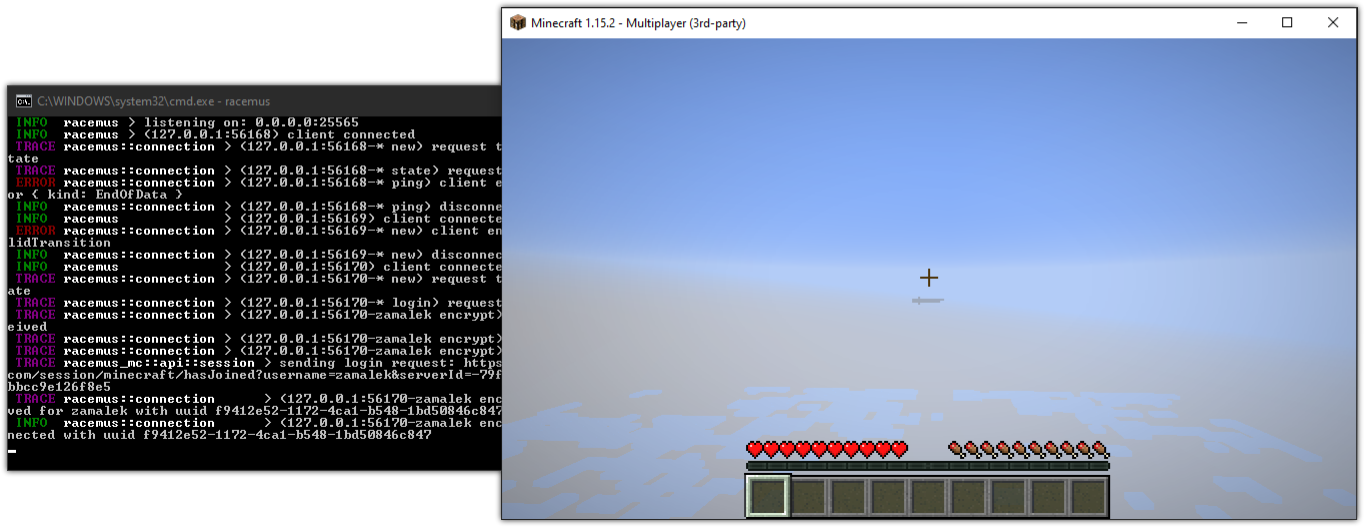 Minecraft 1.15.2 - Multiplayer (3rd-party)
C:\WINDOWS\system32\cmd.exe - racemus
INFO racemus > listening on: 0.0.0.0:25565
INFO racemus > (127.0.0.1:56168) client connected
TRACE racemus::connection > (127.0.0.1:56168-* new) request t
tate
TRACE racemus::connection > (127.0.0.1:56168-* state) request
ERROR racemus::connection > (127.0.0.1:56168-* ping) client e
or { kind: EndOfData }
TRACE racemus::connection > (127.0.0.1:56168-* ping) disconne
INFO racemus > (127.0.0.1:56169) client connecte
ERROR racemus::connection > (127.0.0.1:56169-* new) client en
lidTransition
INFO racemus::connection > (127.0.0.1:56169-* new) disconnec
INFO racemus > (127.0.0.1:56170) client connecte
TRACE racemus::connection > (127.0.0.1:56170-* new) request t
ate
TRACE racemus::connection > (127.0.0.1:56170-* login) request
TRACE racemus::connection > (127.0.0.1:56170-zamalek encrypt)
eived
TRACE racemus::connection > (127.0.0.1:56170-zamalek encrypt)
TRACE racemus::connection > (127.0.0.1:56170-zamalek encrypt)
TRACE racemus_mc::api::session > sending login request: https
com/session/minecraft/hasJoined?username=zamalek&serverId=-79f
bbcc9e126f8e5
TRACE racemus::connection > (127.0.0.1:56170-zamalek enc
ved for zamalek with uuid f9412e52-1172-4ca1-b548-1bd50846c847
INFO racemus::connection > (127.0.0.1:56170-zamalek enc
nected with uuid f9412e52-1172-4ca1-b548-1bd50846c847